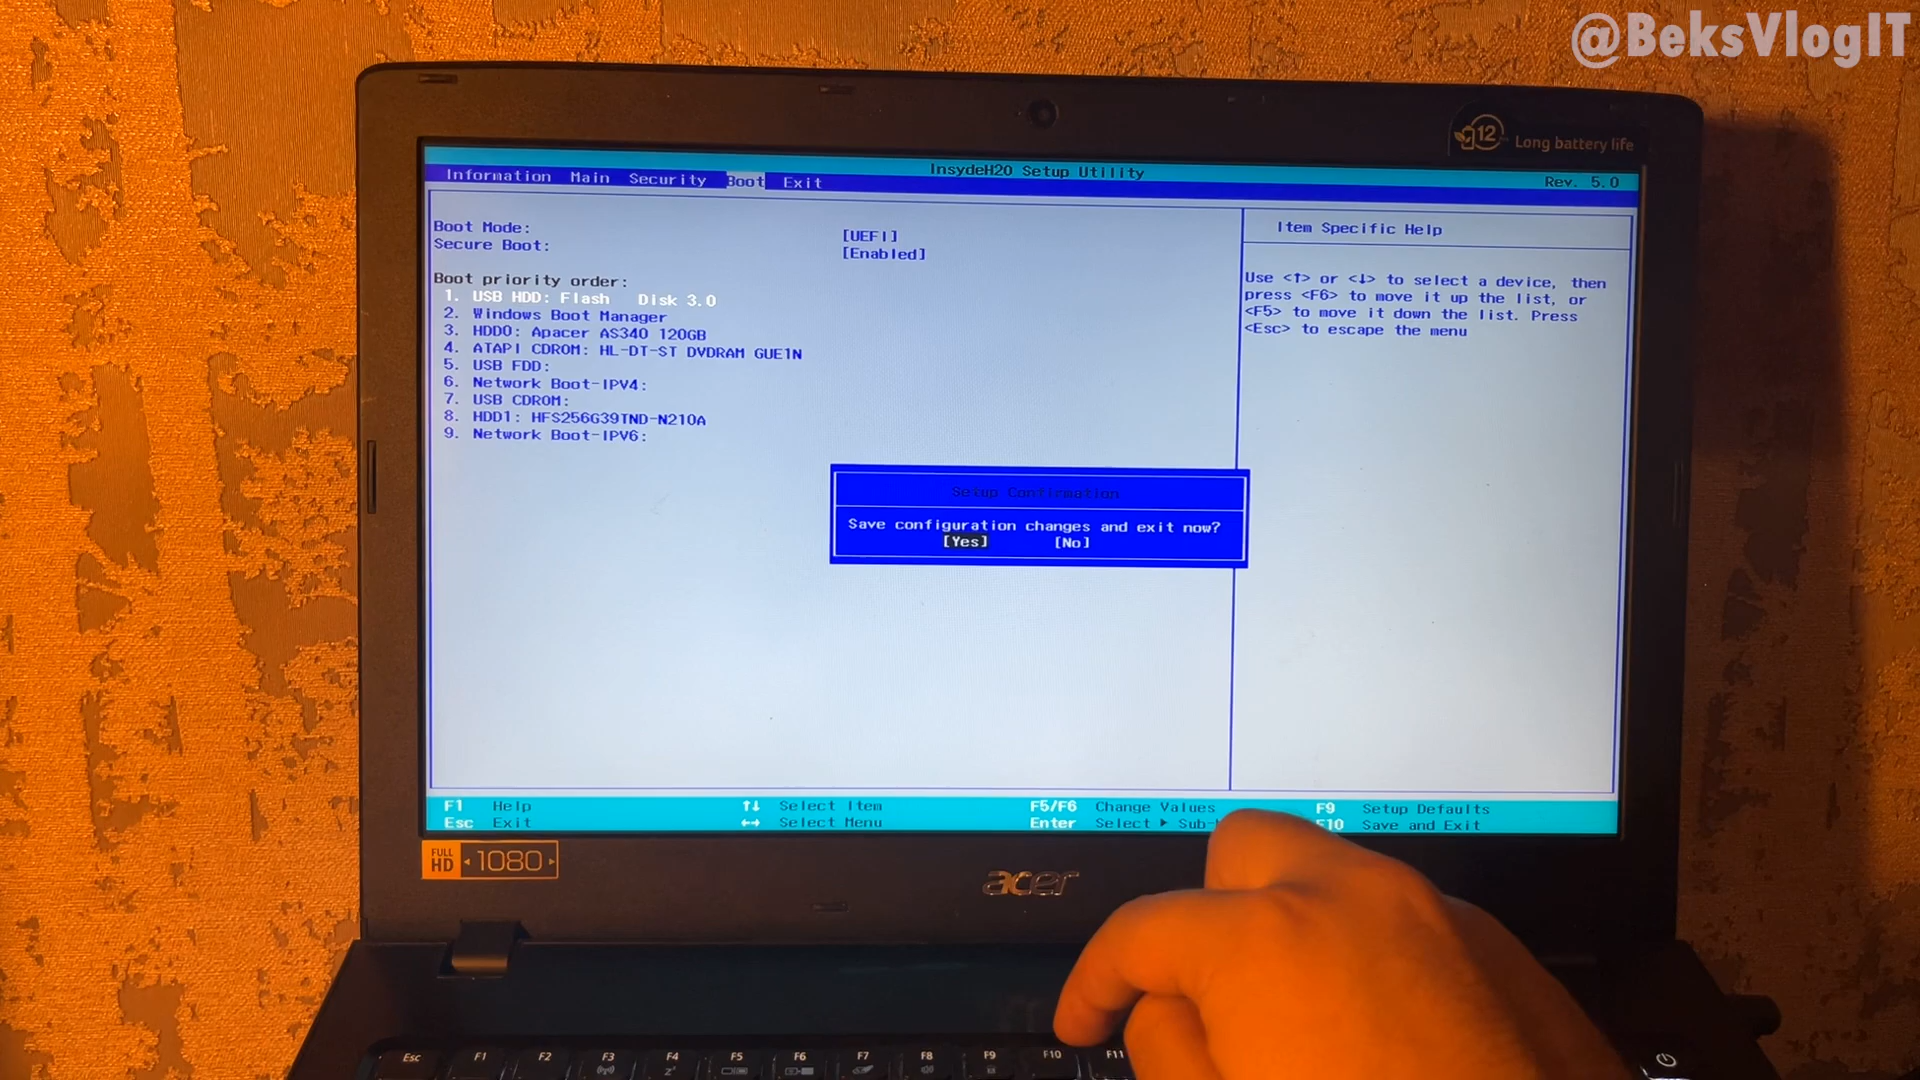 @BeksVlogIT
12 Long battery life
InsydeH20 Setup Utility
Rev. 5.0
Information Main Security Boot Exit
Boot Mode: [UEFI]
Secure Boot: [Enabled]
Boot priority order:
1. USB HDD: Flash Disk 3.0
2. Windows Boot Manager
3. HDD0: Apacer AS340 120GB
4. ATAPI CDROM: HL-DT-ST DVDRAM GUE1N
5. USB FDD:
6. Network Boot-IPV4:
7. USB CDROM:
8. HDD1: HFS256G39TND-N210A
9. Network Boot-IPV6:
Item Specific Help
Use <↑> or <↓> to select a device, then
press <F6> to move it up the list, or
<F5> to move it down the list. Press
<Esc> to escape the menu
Setup Confirmation
Save configuration changes and exit now?
[Yes] [No]
F1 Help ↑↓ Select Item F5/F6 Change Values F9 Setup Defaults
Esc Exit ↔ Select Menu Enter Select ▶ Sub- F10 Save and Exit
FULL HD 1080
acer
Esc F1 F2 F3 F4 F5 F6 F7 F8 F9 F10 F11